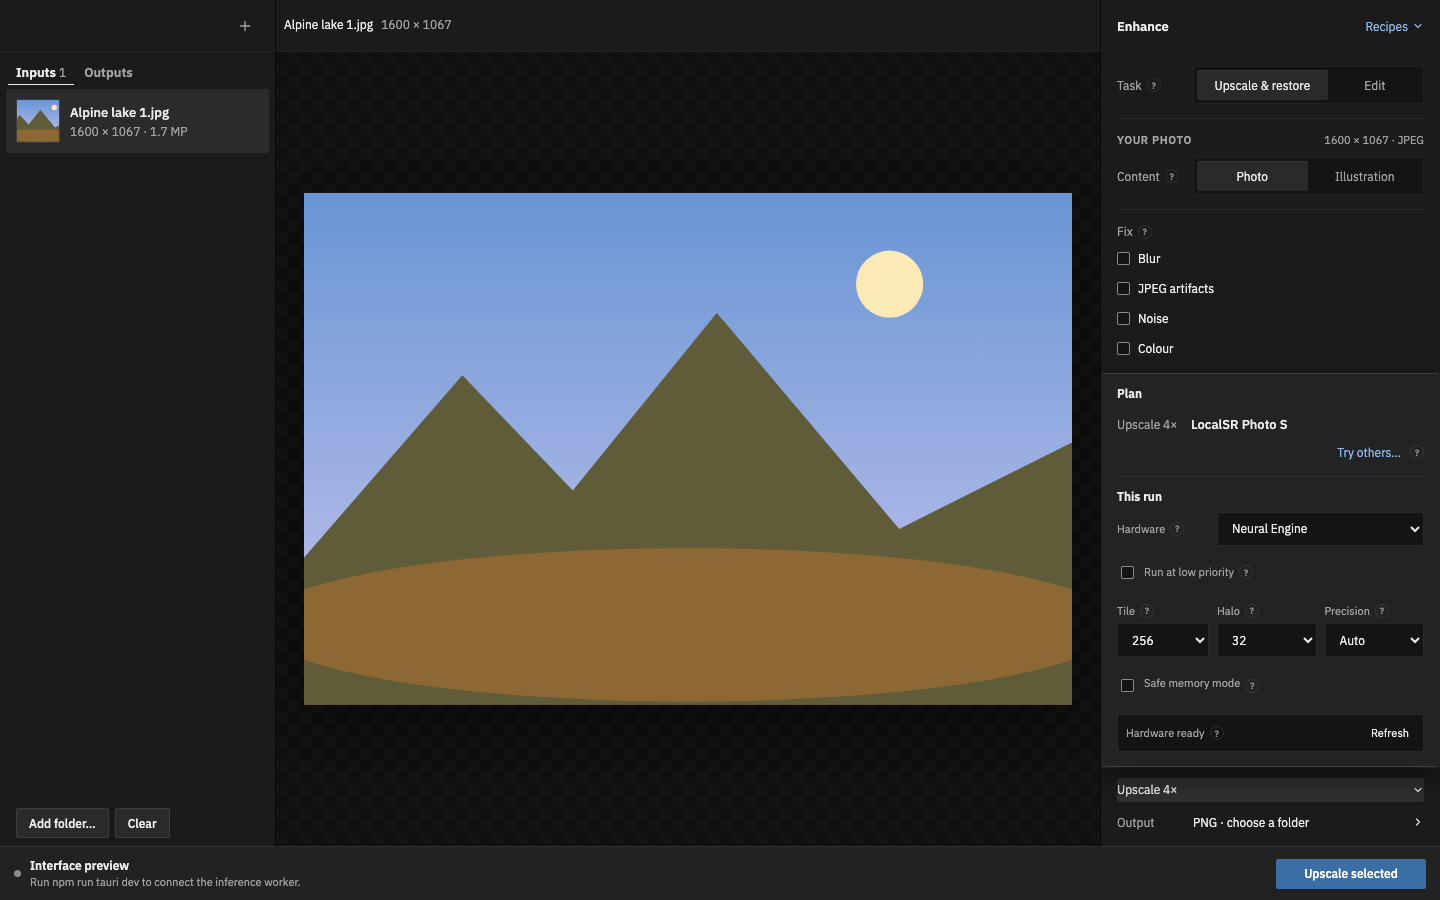 Alpine lake 1.jpg 1600 × 1067
Inputs 1 Outputs
Alpine lake 1.jpg
1600 × 1067 · 1.7 MP
Add folder...
Clear
Enhance
Recipes
Task ?
Upscale & restore
Edit
YOUR PHOTO
1600 × 1067 · JPEG
Content ?
Photo
Illustration
Fix ?
Blur
JPEG artifacts
Noise
Colour
Plan
Upscale 4× LocalSR Photo S
Try others... ?
This run
Hardware ?
Neural Engine
Run at low priority ?
Tile ?
Halo ?
Precision ?
256
32
Auto
Safe memory mode ?
Hardware ready ?
Refresh
Upscale 4×
Output
PNG · choose a folder
Interface preview
Run npm run tauri dev to connect the inference worker.
Upscale selected